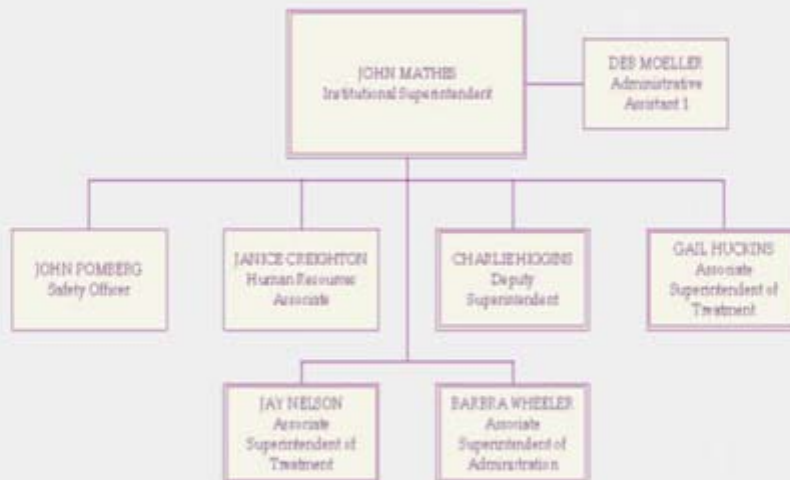 JOHN MATHES
Institutional Superintendent
DEB MOELLER
Administrative
Assistant 1
JOHN POMBERG
Safety Officer
JANICE CREIGHTON
Human Resources
Associate
CHARLIE HIGGINS
Deputy
Superintendent
GAIL HUCKINS
Associate
Superintendent of
Treatment
JAY NELSON
Associate
Superintendent of
Treatment
BARBRA WHEELER
Associate
Superintendent of
Administration